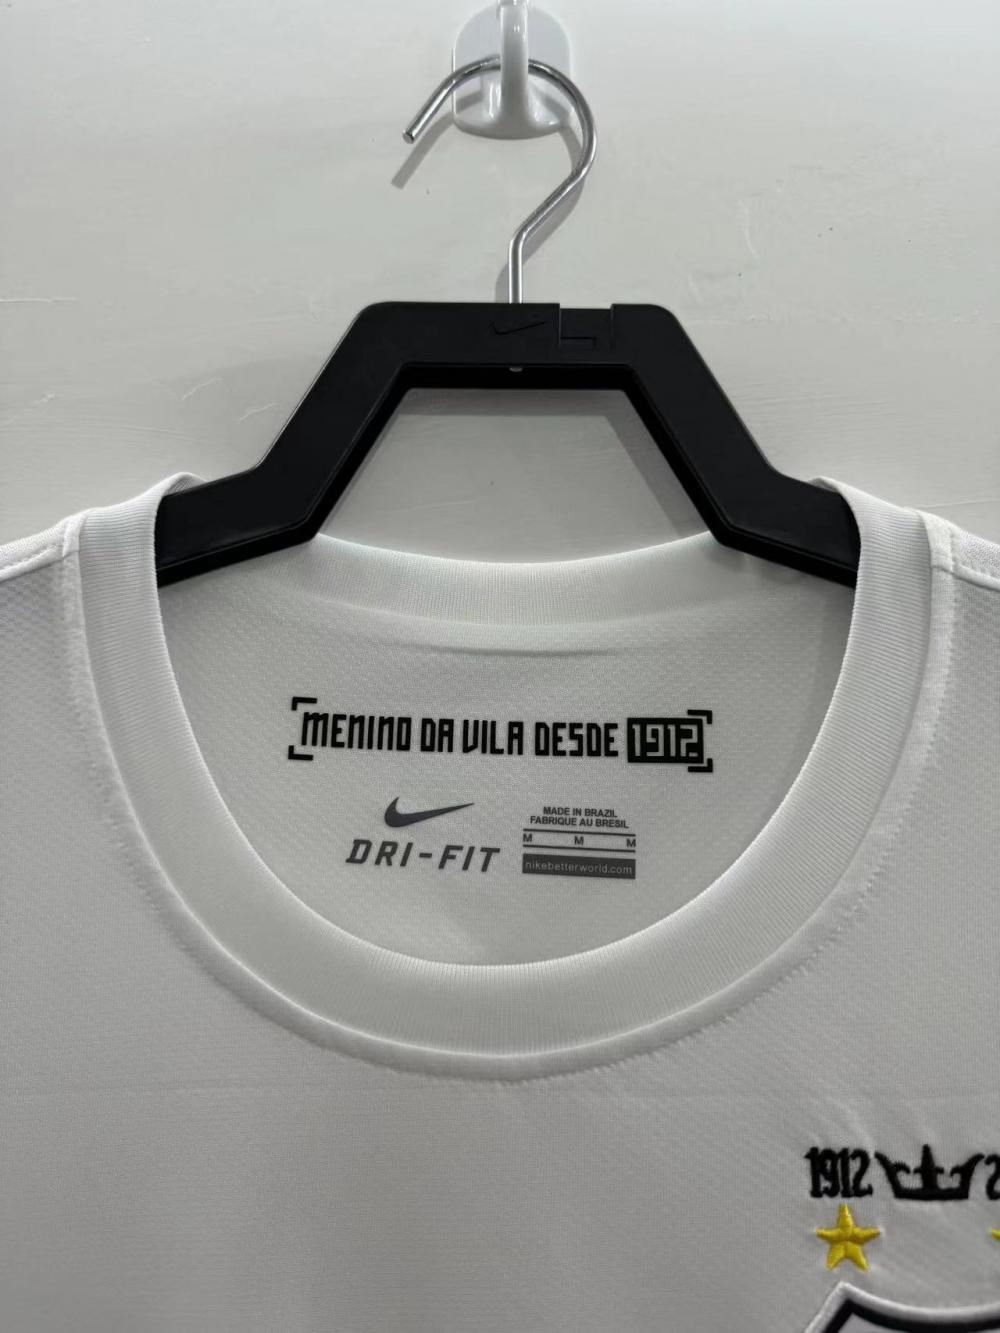 MENINO DA VILA DESDE 1912
DRI-FIT
MADE IN BRAZIL
FABRIQUE AU BRESIL
M M M
nikebetterworld.com
1912